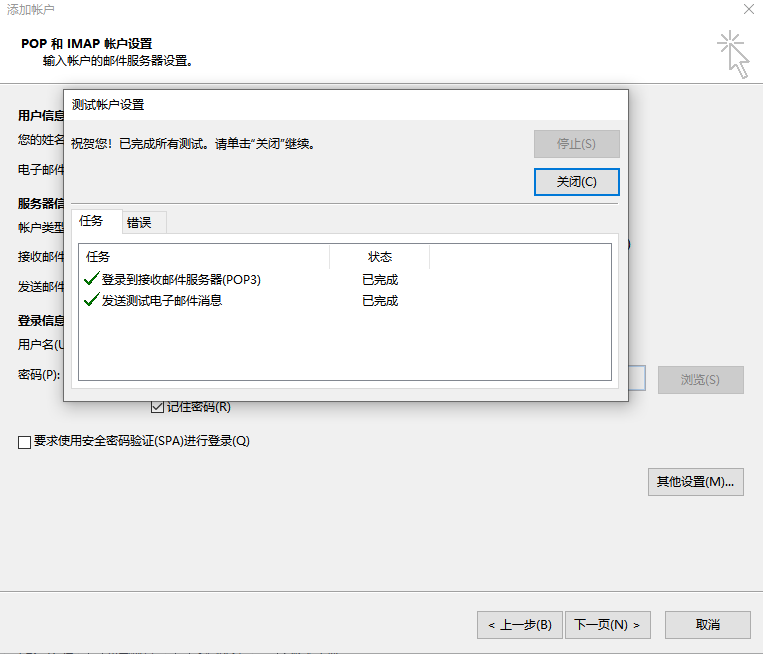 添加帐户
POP 和 IMAP 帐户设置
输入帐户的邮件服务器设置。
测试帐户设置
祝贺您！已完成所有测试。请单击“关闭”继续。
停止(S)
关闭(C)
任务 错误
任务 状态
登录到接收邮件服务器(POP3) 已完成
发送测试电子邮件消息 已完成
用户信息
您的姓名
电子邮件
服务器信
帐户类型
接收邮件
发送邮件
登录信息
用户名(U
密码(P):
浏览(S)
记住密码(R)
要求使用安全密码验证(SPA)进行登录(Q)
其他设置(M)...
< 上一步(B) 下一页(N) > 取消